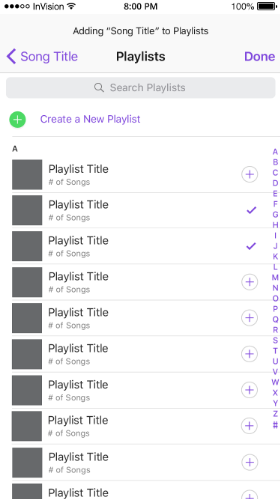 InVision
8:00 PM
100%
Adding “Song Title” to Playlists
Song Title
Playlists
Done
Search Playlists
Create a New Playlist
A
Playlist Title
# of Songs
Playlist Title
# of Songs
Playlist Title
# of Songs
Playlist Title
# of Songs
Playlist Title
# of Songs
Playlist Title
# of Songs
Playlist Title
# of Songs
Playlist Title
# of Songs
Playlist Title
# of Songs
Playlist Title
A
B
C
D
E
F
G
H
I
J
K
L
M
N
O
P
Q
R
S
T
U
V
W
X
Y
Z
#